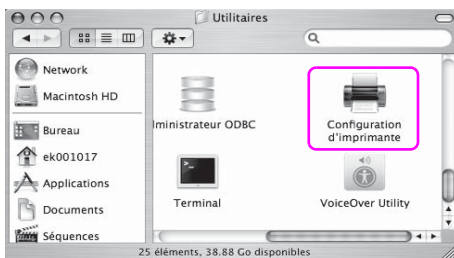 Utilitaires
Network
Macintosh HD
Bureau
ek001017
Applications
Documents
Séquences
lministrateur ODBC
Configuration
d'imprimante
Terminal
VoiceOver Utility
25 éléments, 38.88 Go disponibles